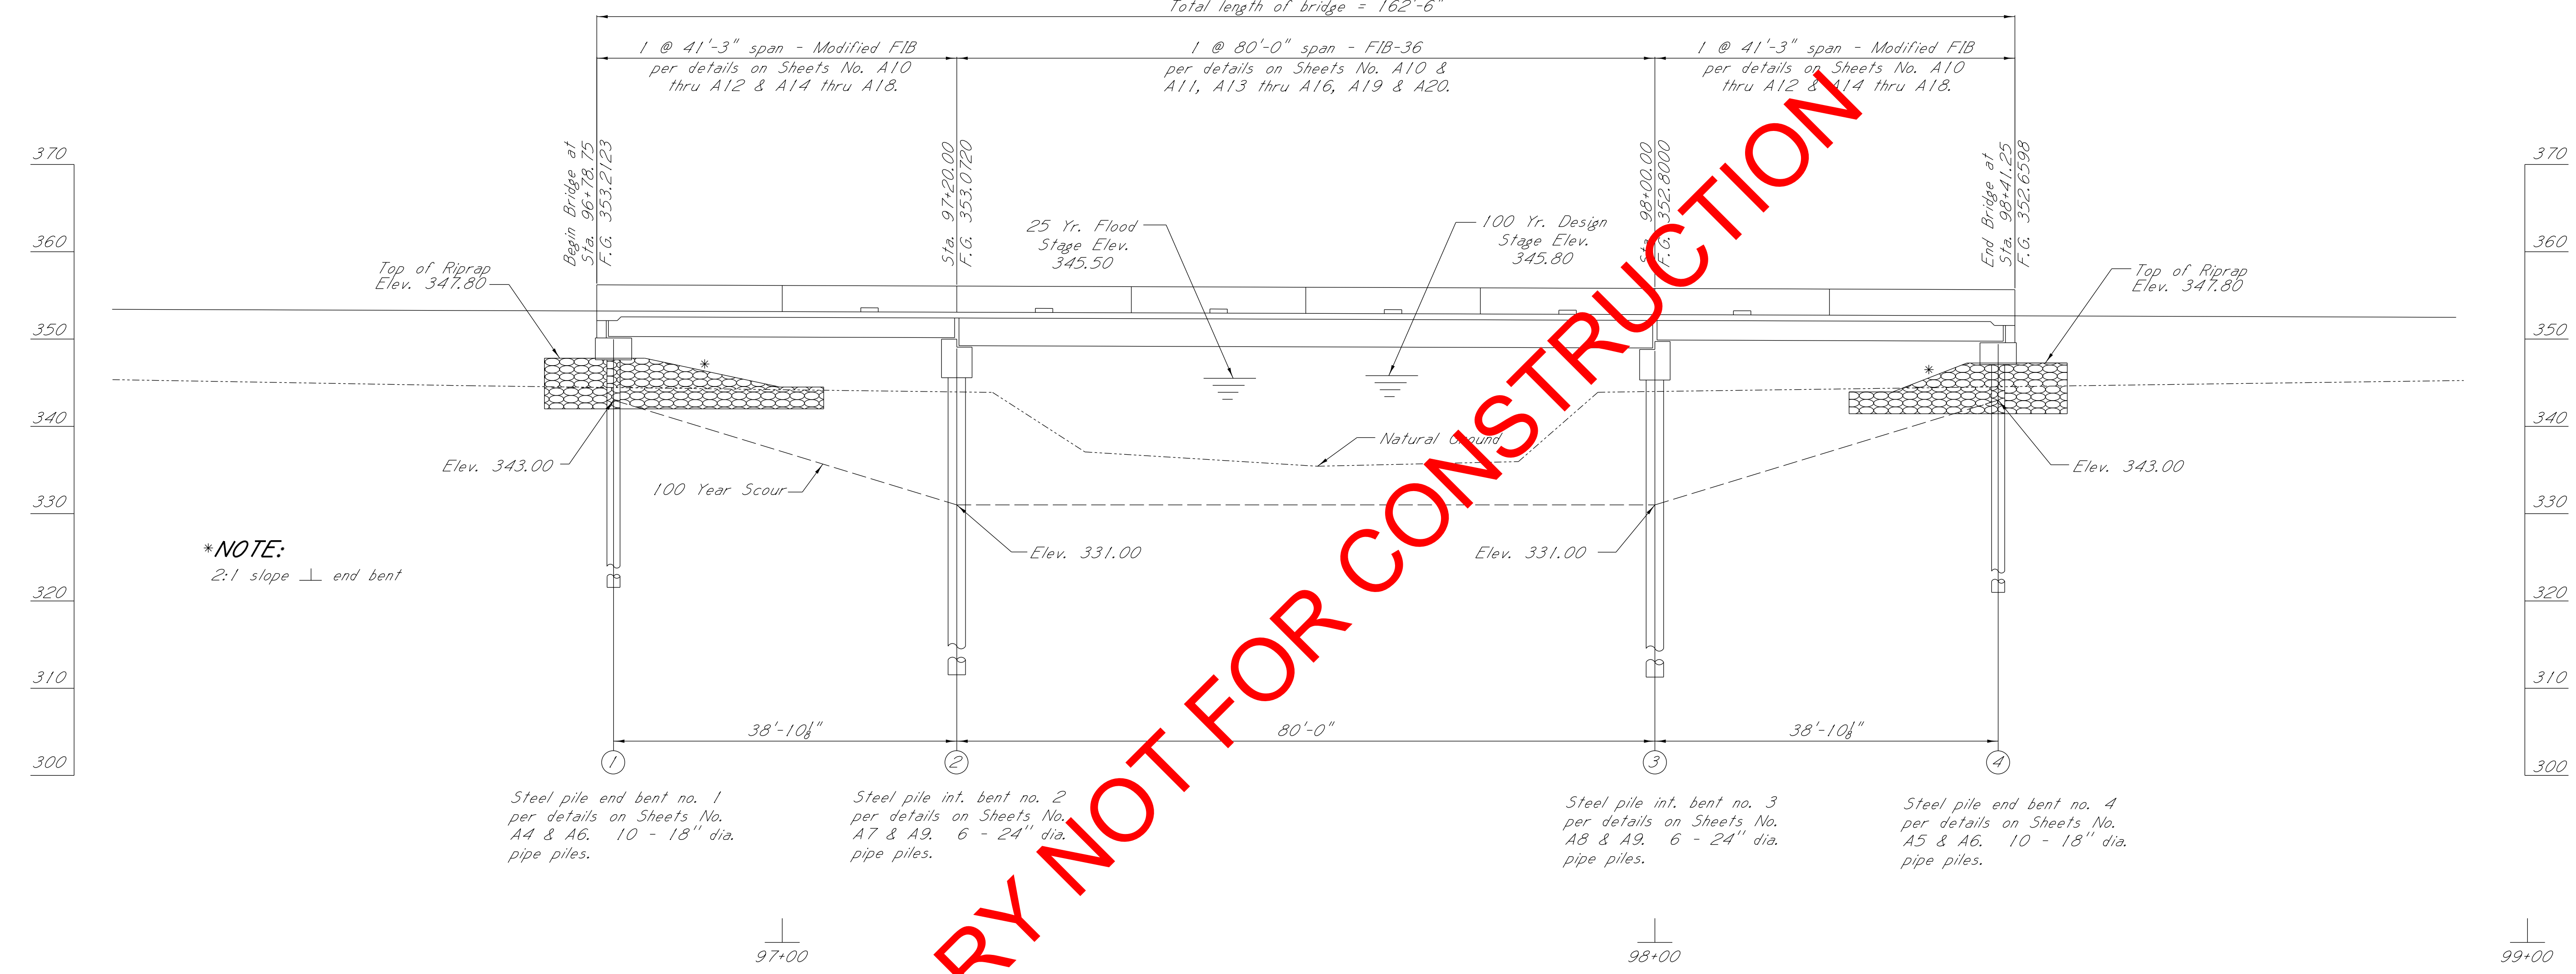 Total length of bridge = 162'-6"
1 @ 41'-3" span - Modified FIB
per details on Sheets No. A10
thru A12 & A14 thru A18.
1 @ 80'-0" span - FIB-36
per details on Sheets No. A10 &
A11, A13 thru A16, A19 & A20.
1 @ 41'-3" span - Modified FIB
per details on Sheets No. A10
thru A12 & A14 thru A18.
Begin Bridge at
Sta. 96+78.75
F.G. 353.2123
Sta. 97+20.00
F.G. 353.0720
Sta. 98+00.00
F.G. 352.8000
End Bridge at
Sta. 98+41.25
F.G. 352.6598
370
360
350
340
330
320
310
300
370
360
350
340
330
320
310
300
Top of Riprap
Elev. 347.80
25 Yr. Flood
Stage Elev.
345.50
100 Yr. Design
Stage Elev.
345.80
Top of Riprap
Elev. 347.80
*
*
Elev. 343.00
100 Year Scour
Natural Ground
Elev. 343.00
Elev. 331.00
Elev. 331.00
*NOTE:
2:1 slope ⊥ end bent
38'-10⅛"
80'-0"
38'-10⅛"
1
2
3
4
Steel pile end bent no. 1
per details on Sheets No.
A4 & A6. 10 - 18" dia.
pipe piles.
Steel pile int. bent no. 2
per details on Sheets No.
A7 & A9. 6 - 24" dia.
pipe piles.
Steel pile int. bent no. 3
per details on Sheets No.
A8 & A9. 6 - 24" dia.
pipe piles.
Steel pile end bent no. 4
per details on Sheets No.
A5 & A6. 10 - 18" dia.
pipe piles.
97+00
98+00
99+00
RY NOT FOR CONSTRUCTION